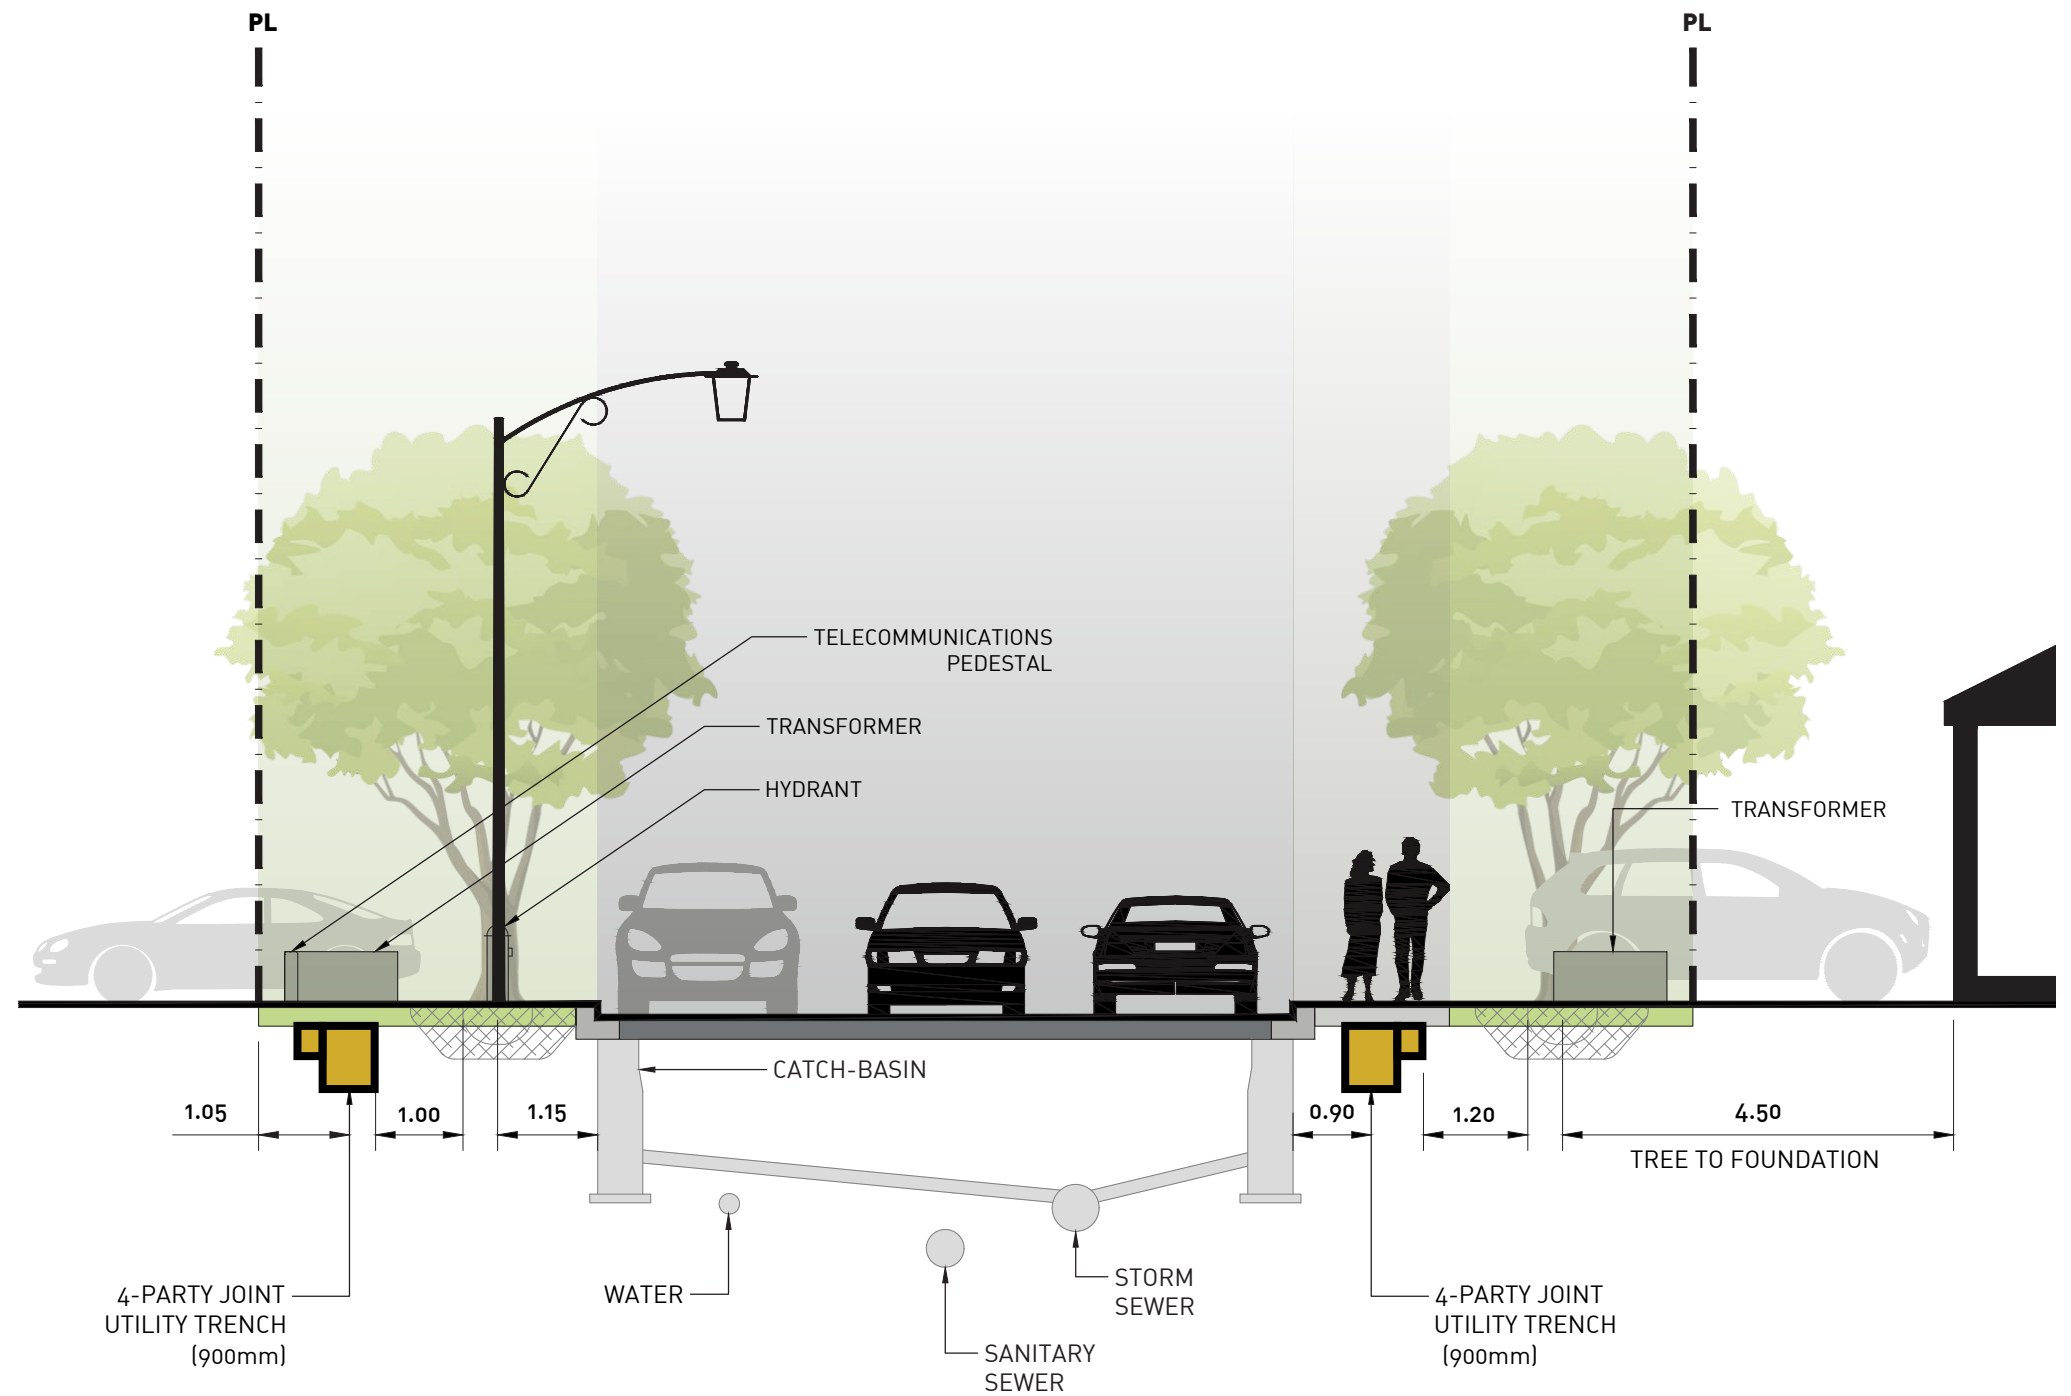 PL
PL
TELECOMMUNICATIONS
PEDESTAL
TRANSFORMER
HYDRANT
TRANSFORMER
CATCH-BASIN
1.05
1.00
1.15
0.90
1.20
4.50
TREE TO FOUNDATION
4-PARTY JOINT
UTILITY TRENCH
(900mm)
WATER
SANITARY
SEWER
STORM
SEWER
4-PARTY JOINT
UTILITY TRENCH
(900mm)